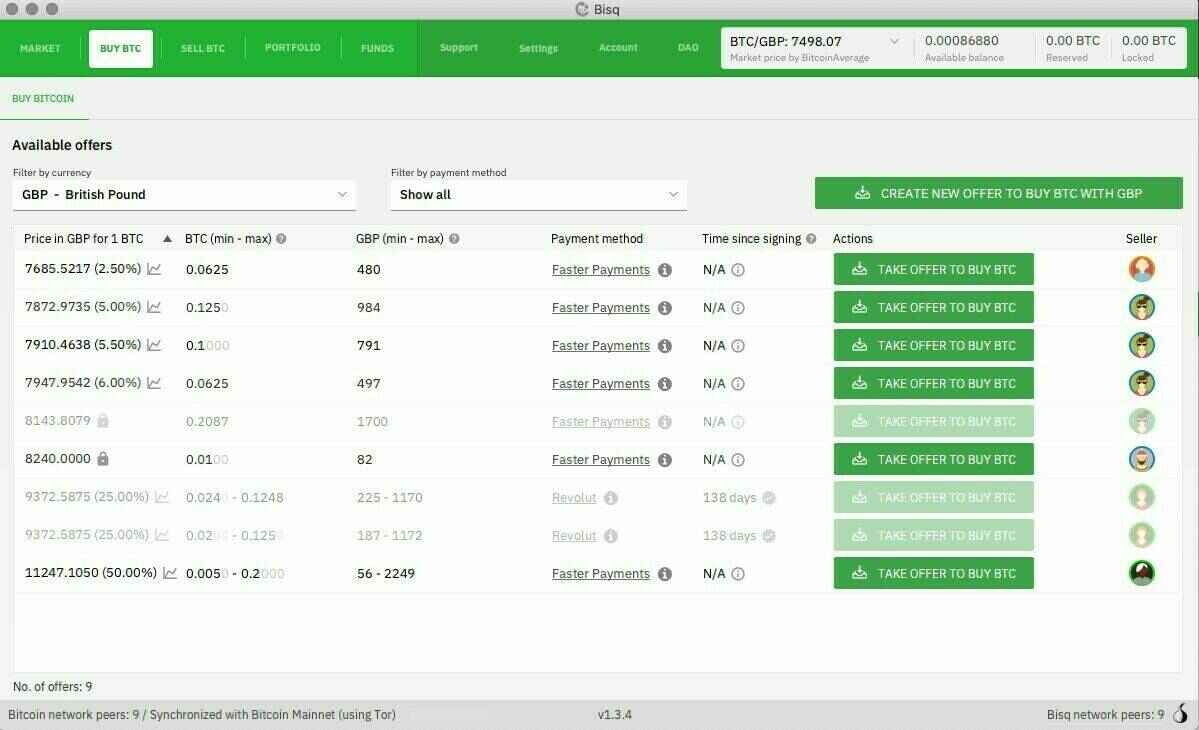 Bisq
MARKET BUY BTC SELL BTC PORTFOLIO FUNDS Support Settings Account DAO BTC/GBP: 7498.07 0.00086880 0.00 BTC 0.00 BTC
Market price by BitcoinAverage Available balance Reserved Locked
BUY BITCOIN
Available offers
Filter by currency Filter by payment method
GBP - British Pound Show all CREATE NEW OFFER TO BUY BTC WITH GBP
Price in GBP for 1 BTC BTC (min - max) GBP (min - max) Payment method Time since signing Actions Seller
7685.5217 (2.50%) 0.0625 480 Faster Payments N/A TAKE OFFER TO BUY BTC
7872.9735 (5.00%) 0.1250 984 Faster Payments N/A TAKE OFFER TO BUY BTC
7910.4638 (5.50%) 0.1000 791 Faster Payments N/A TAKE OFFER TO BUY BTC
7947.9542 (6.00%) 0.0625 497 Faster Payments N/A TAKE OFFER TO BUY BTC
8143.8079 0.2087 1700 Faster Payments N/A TAKE OFFER TO BUY BTC
8240.0000 0.0100 82 Faster Payments N/A TAKE OFFER TO BUY BTC
9372.5875 (25.00%) 0.0240 - 0.1248 225 - 1170 Revolut 138 days TAKE OFFER TO BUY BTC
9372.5875 (25.00%) 0.0200 - 0.1250 187 - 1172 Revolut 138 days TAKE OFFER TO BUY BTC
11247.1050 (50.00%) 0.0050 - 0.2000 56 - 2249 Faster Payments N/A TAKE OFFER TO BUY BTC
No. of offers: 9
Bitcoin network peers: 9 / Synchronized with Bitcoin Mainnet (using Tor) v1.3.4 Bisq network peers: 9